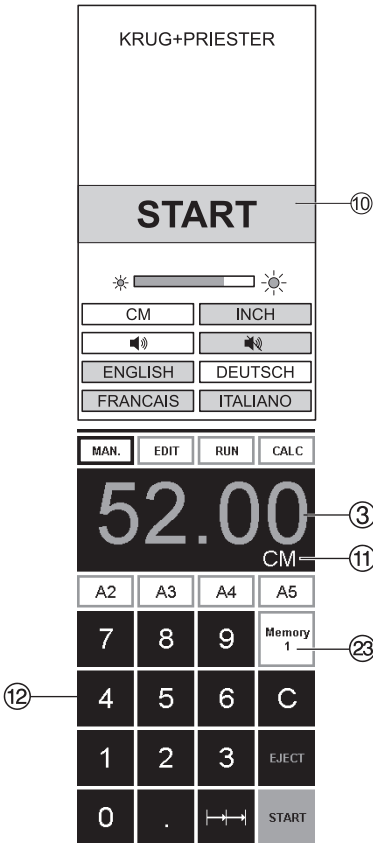 KRUG+PRIESTER
START
10
CM INCH
ENGLISH DEUTSCH
FRANCAIS ITALIANO
MAN. EDIT RUN CALC
52.00
3
CM
11
A2 A3 A4 A5
7 8 9 Memory
1
23
12
4 5 6 C
1 2 3 EJECT
0 . START